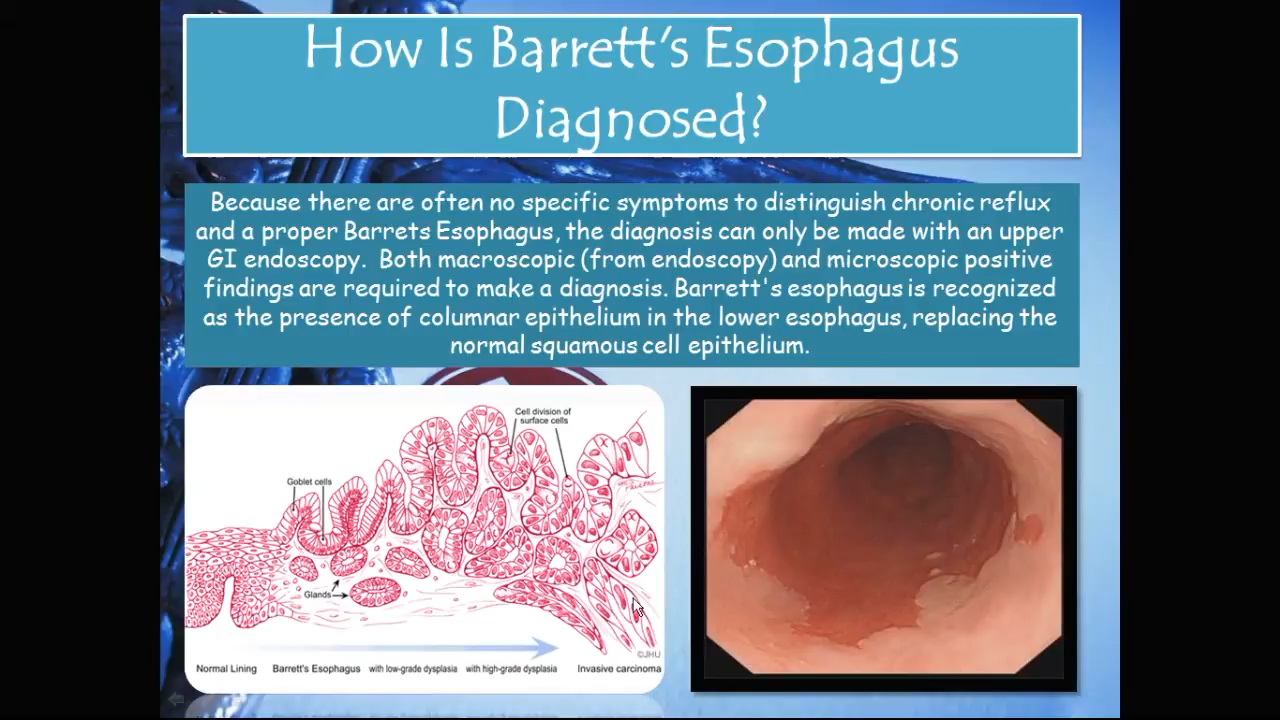 How Is Barrett's Esophagus
Diagnosed?
Because there are often no specific symptoms to distinguish chronic reflux
and a proper Barrets Esophagus, the diagnosis can only be made with an upper
GI endoscopy.  Both macroscopic (from endoscopy) and microscopic positive
findings are required to make a diagnosis. Barrett's esophagus is recognized
as the presence of columnar epithelium in the lower esophagus, replacing the
normal squamous cell epithelium.
Cell division of
surface cells
Goblet cells
Glands
©JHU
Normal Lining
Barrett's Esophagus
with low-grade dysplasia
with high-grade dysplasia
Invasive carcinoma